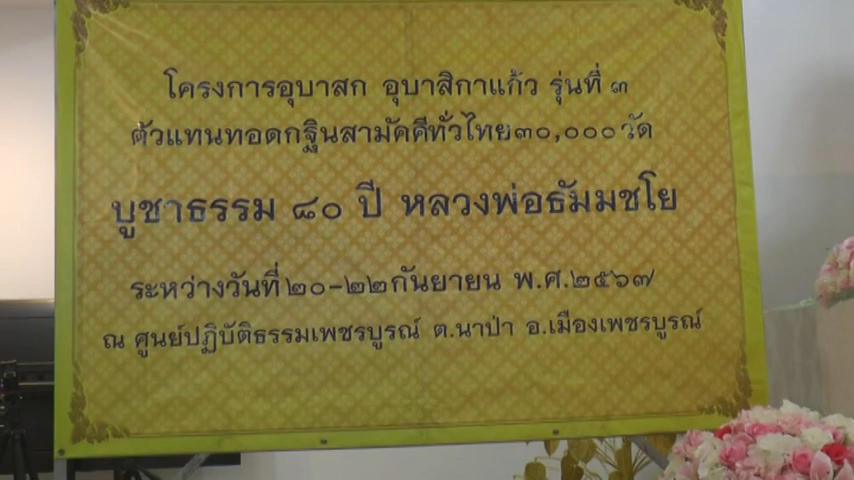 โครงการอุบาสก อุบาสิกาแก้ว รุ่นที่ ๓
ตัวแทนทอดกฐินสามัคคีทั่วไทย๓๐,๐๐๐วัด
บูชาธรรม ๘๐ ปี หลวงพ่อธัมมชโย
ระหว่างวันที่๒๐-๒๒กันยายน พ.ศ.๒๕๖๗
ณ ศูนย์ปฏิบัติธรรมเพชรบูรณ์ ต.นาป่า อ.เมืองเพชรบูรณ์